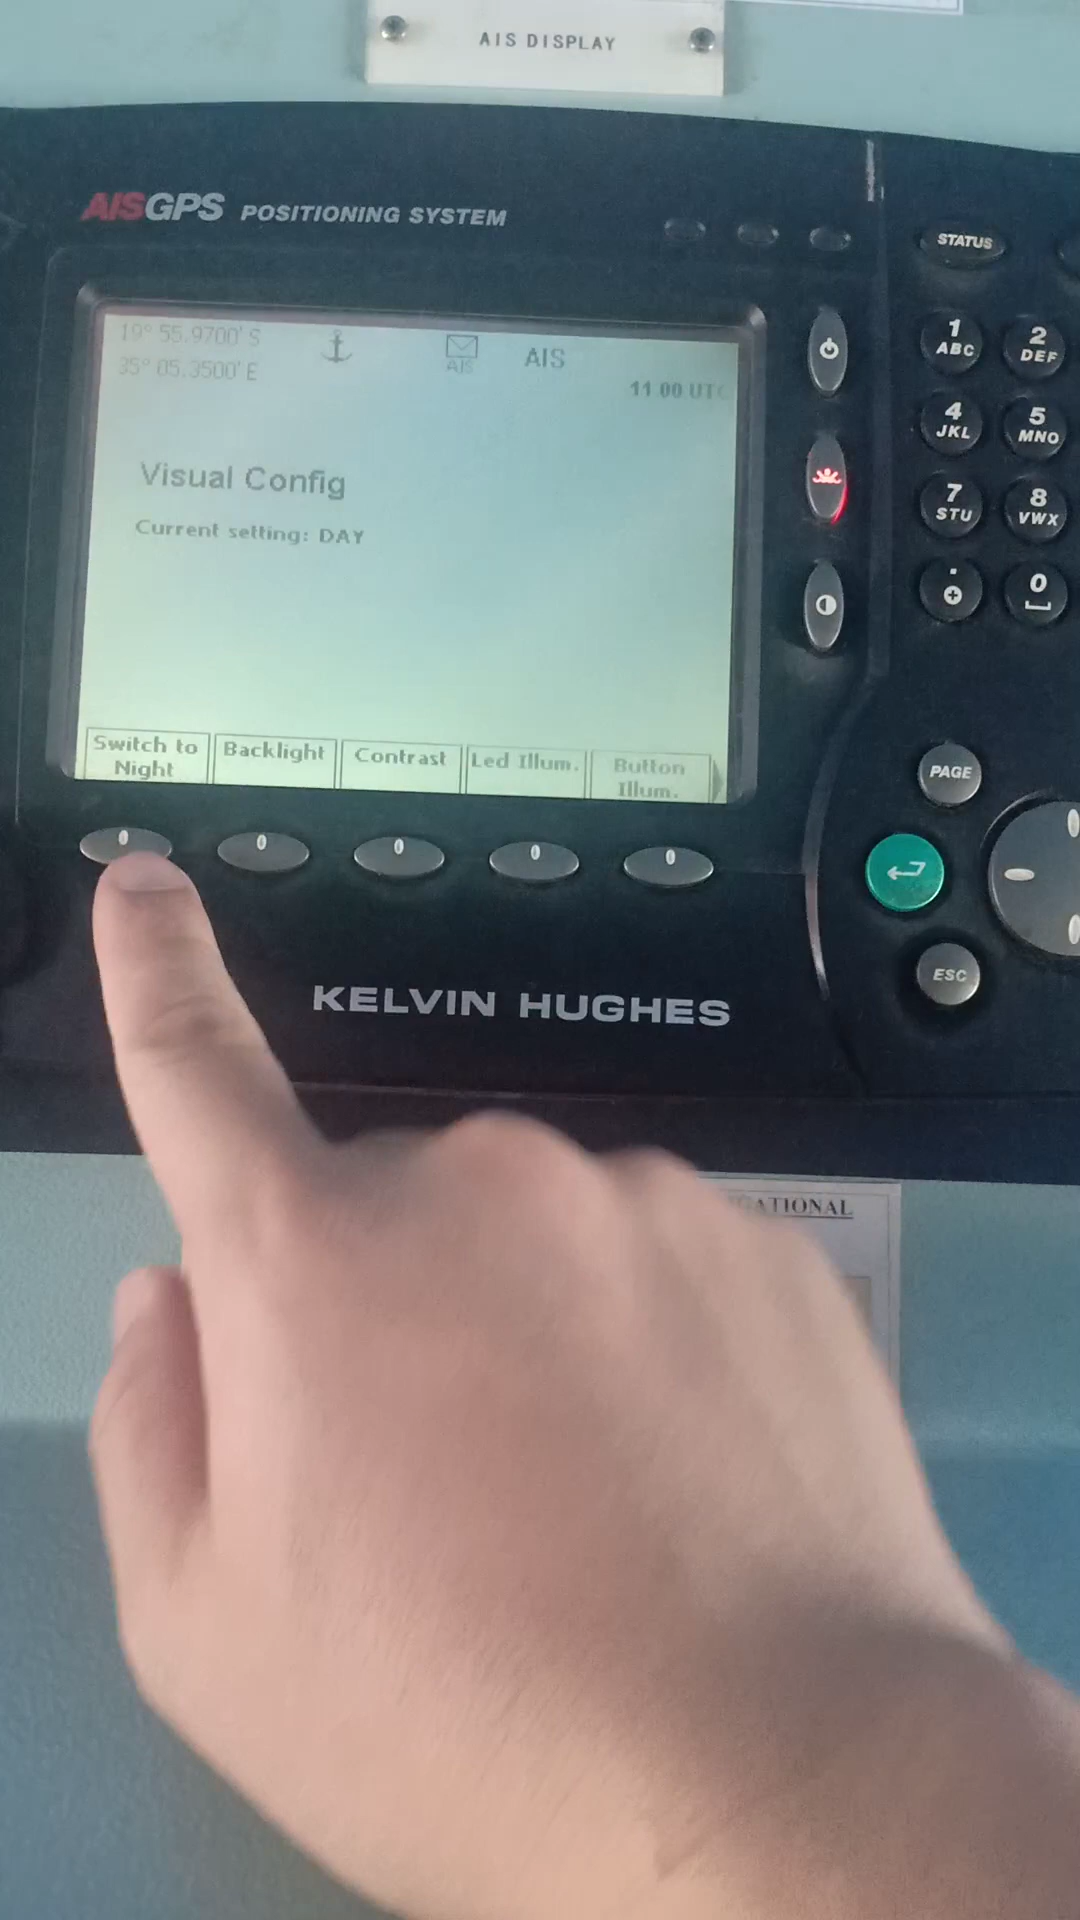 AIS DISPLAY
AISGPS POSITIONING SYSTEM
STATUS
19° 55.9700' S
35° 05.3500' E
AIS
AIS
11 00 UTC
Visual Config
Current setting: DAY
Switch to
Night
Backlight
Contrast
Led Illum.
Button
Illum.
1
ABC
2
DEF
4
JKL
5
MNO
7
STU
8
VWX
0
PAGE
ESC
KELVIN HUGHES